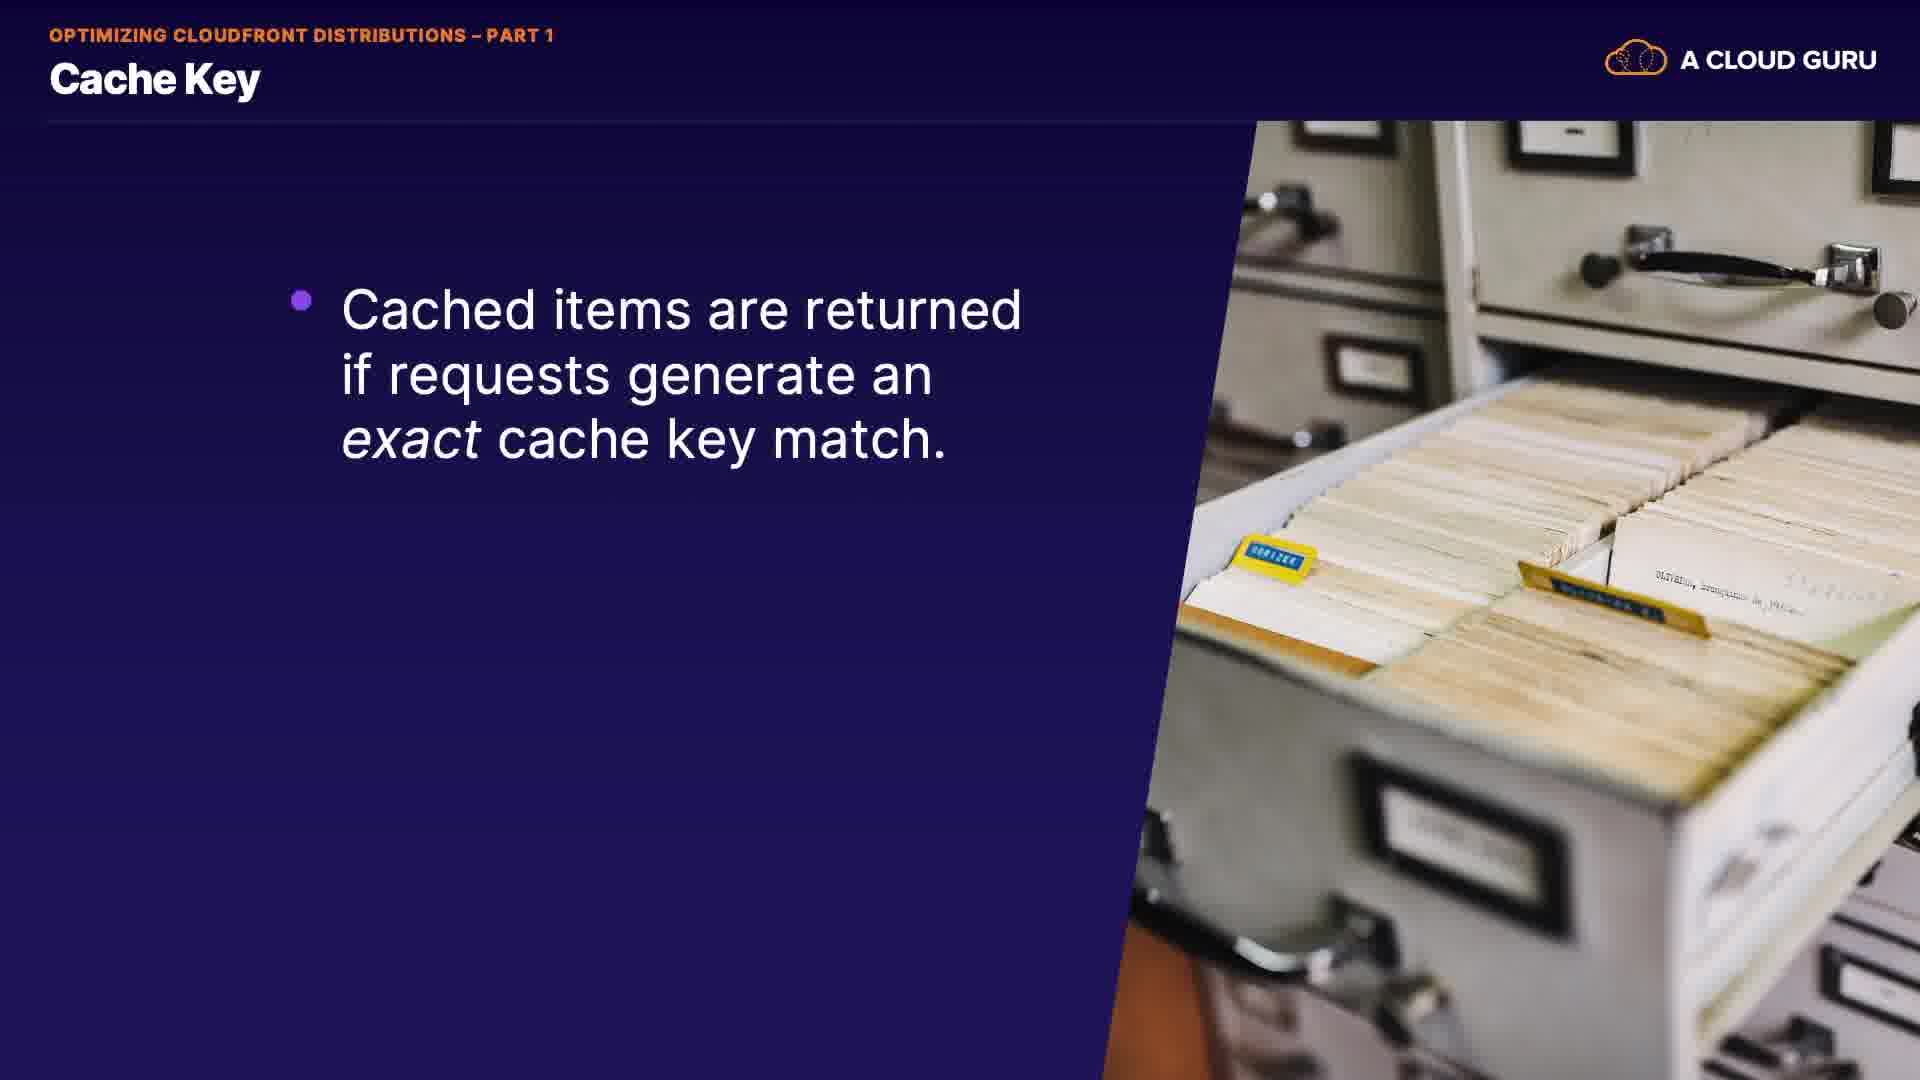 OPTIMIZING CLOUDFRONT DISTRIBUTIONS – PART 1
Cache Key
A CLOUD GURU
Cached items are returned
if requests generate an
exact cache key match.